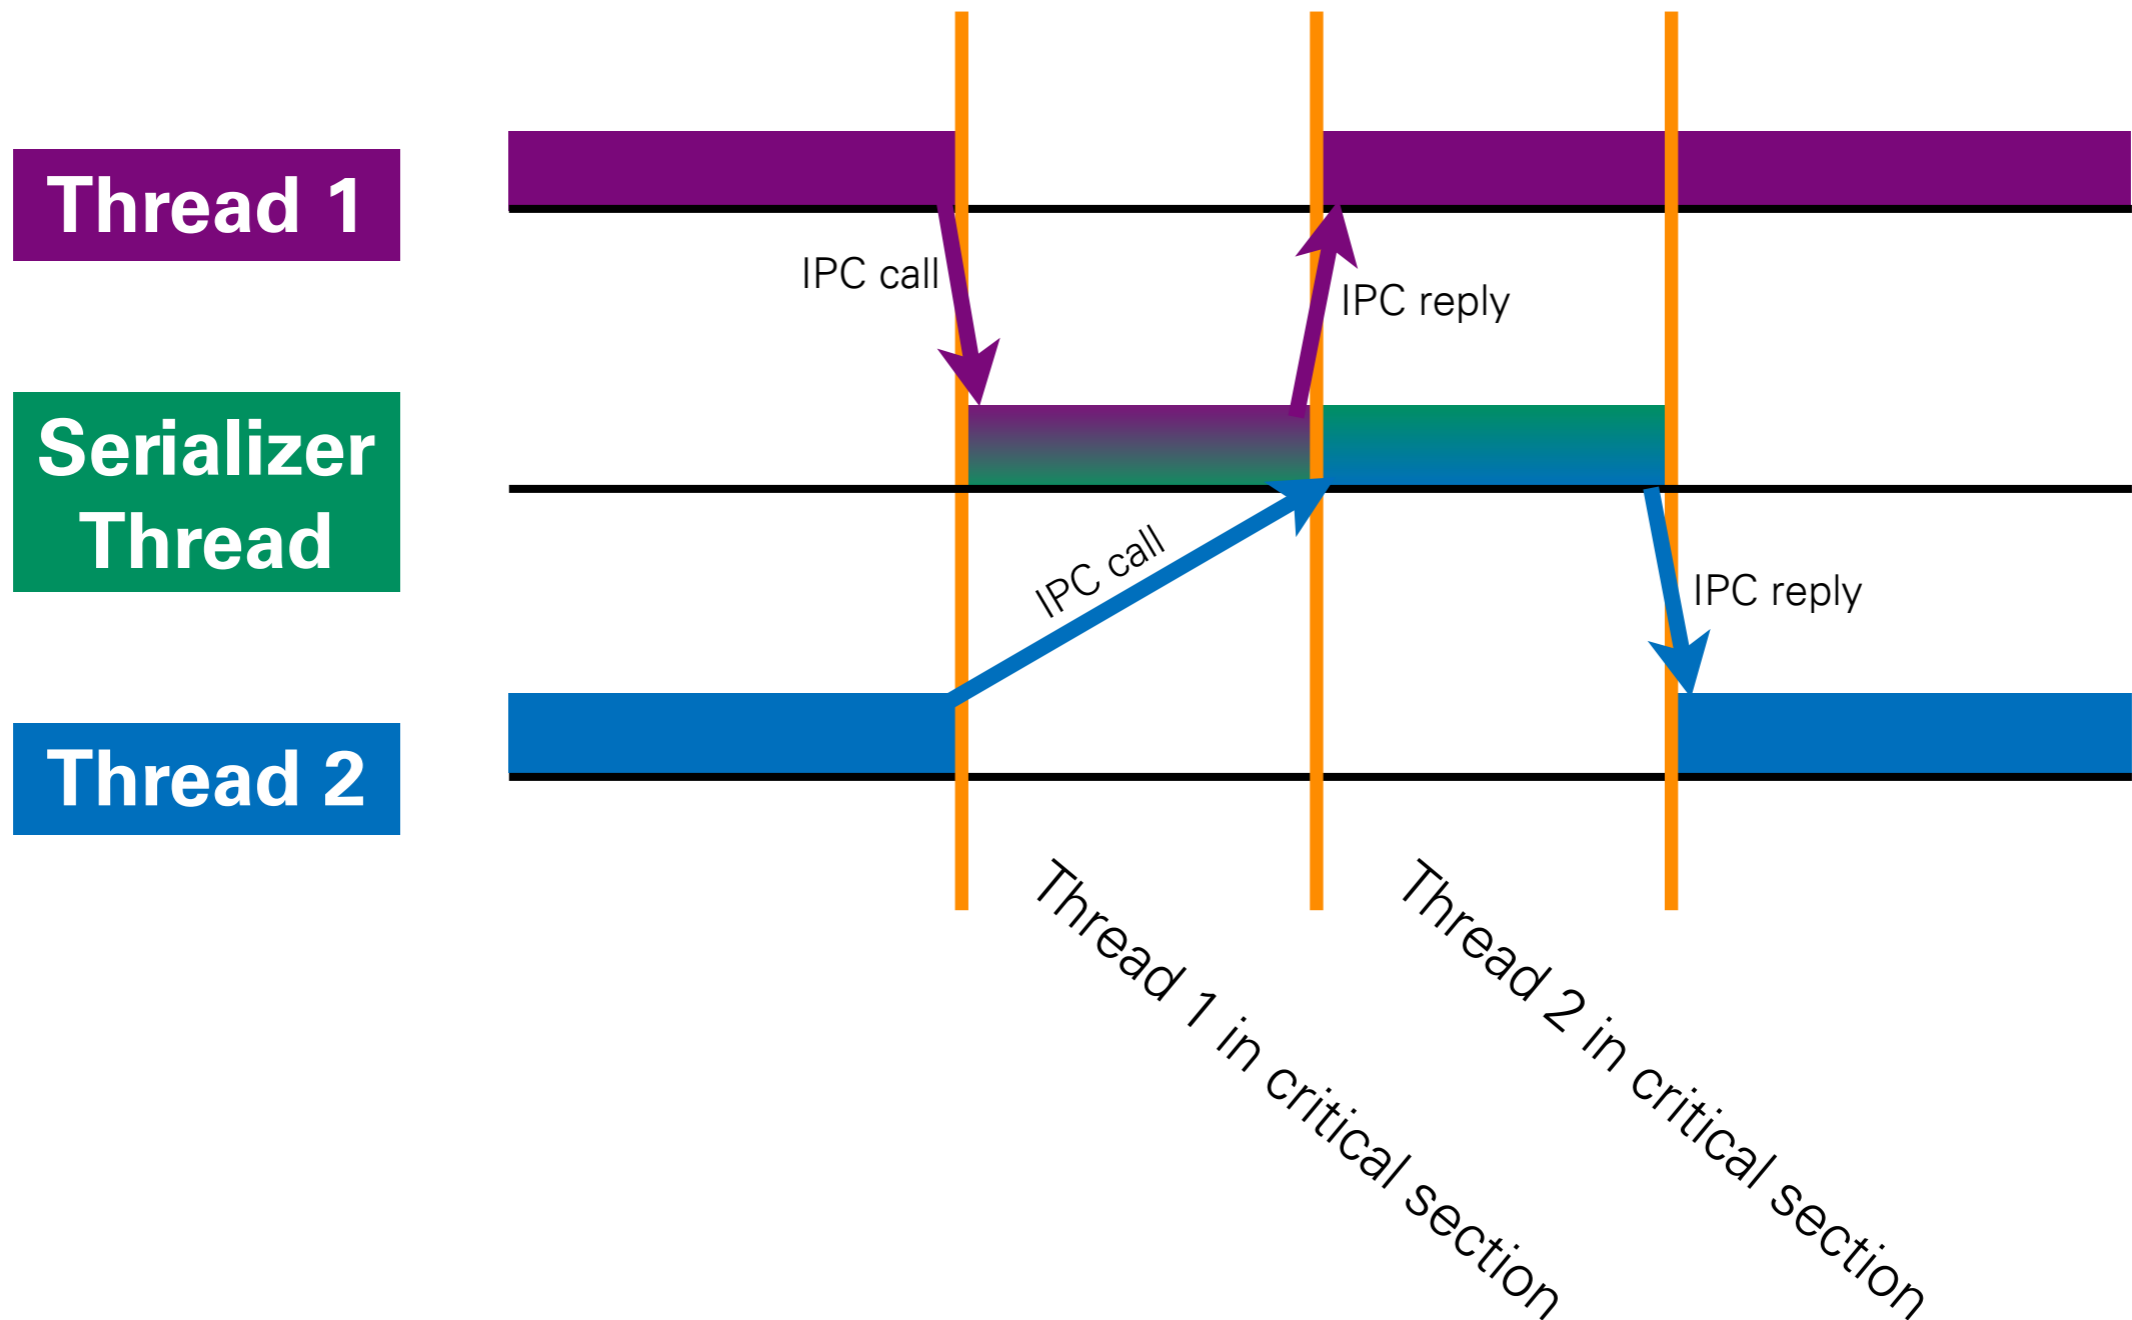 Thread 1
IPC call
IPC reply
Serializer
Thread
IPC call
IPC reply
Thread 2
Thread 1 in critical section
Thread 2 in critical section